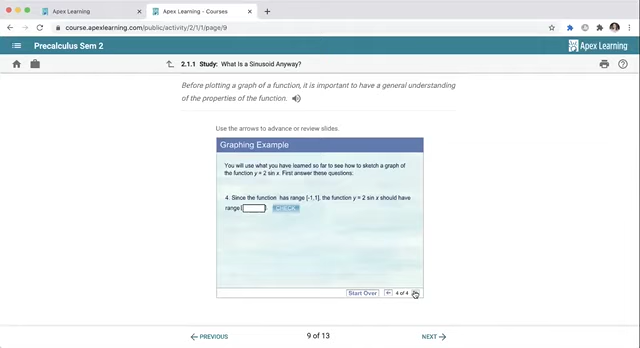 Apex Learning
Apex Learning - Courses
course.apexlearning.com/public/activity/2/1/1/page/9
Precalculus Sem 2
Apex Learning
2.1.1 Study: What Is a Sinusoid Anyway?
Before plotting a graph of a function, it is important to have a general understanding
of the properties of the function.
Use the arrows to advance or review slides.
Graphing Example
You will use what you have learned so far to see how to sketch a graph of
the function y = 2 sin x. First answer these questions:
4. Since the function has range [-1,1], the function y = 2 sin x should have
range [ ].
Start Over
4 of 4
PREVIOUS
9 of 13
NEXT